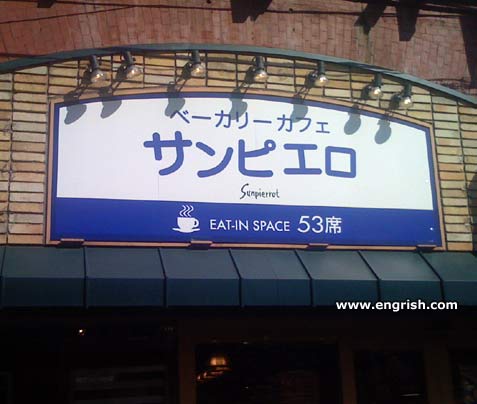 ベーカリーカフェ
サンピエロ
Sunpierrot
EAT-IN SPACE 53席
www.engrish.com